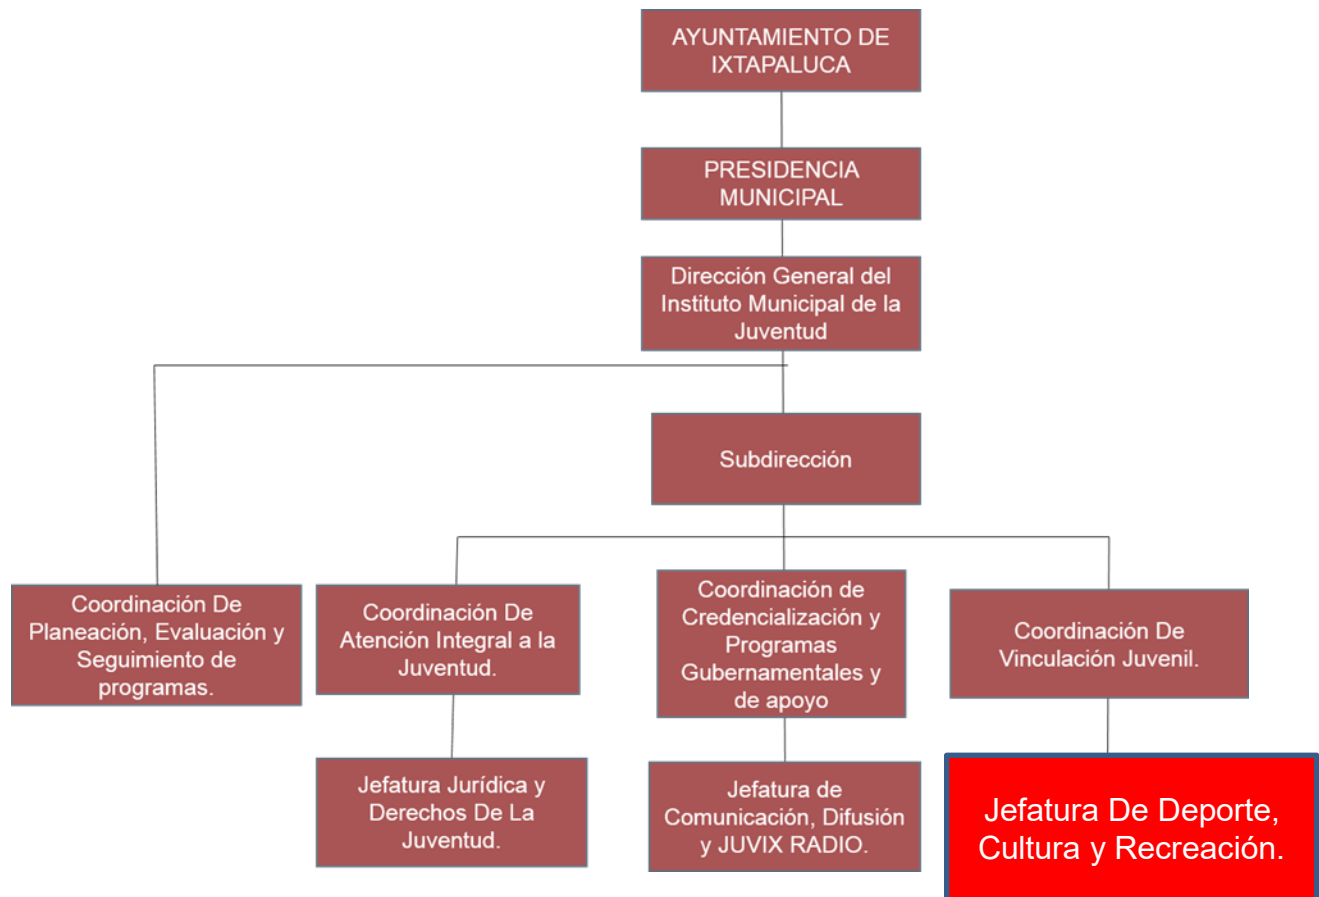 AYUNTAMIENTO DE
IXTAPALUCA
PRESIDENCIA
MUNICIPAL
Dirección General del
Instituto Municipal de la
Juventud
Subdirección
Coordinación De
Planeación, Evaluación y
Seguimiento de
programas.
Coordinación De
Atención Integral a la
Juventud.
Coordinación de
Credencialización y
Programas
Gubernamentales y
de apoyo
Coordinación De
Vinculación Juvenil.
Jefatura Jurídica y
Derechos De La
Juventud.
Jefatura de
Comunicación, Difusión
y JUVIX RADIO.
Jefatura De Deporte,
Cultura y Recreación.